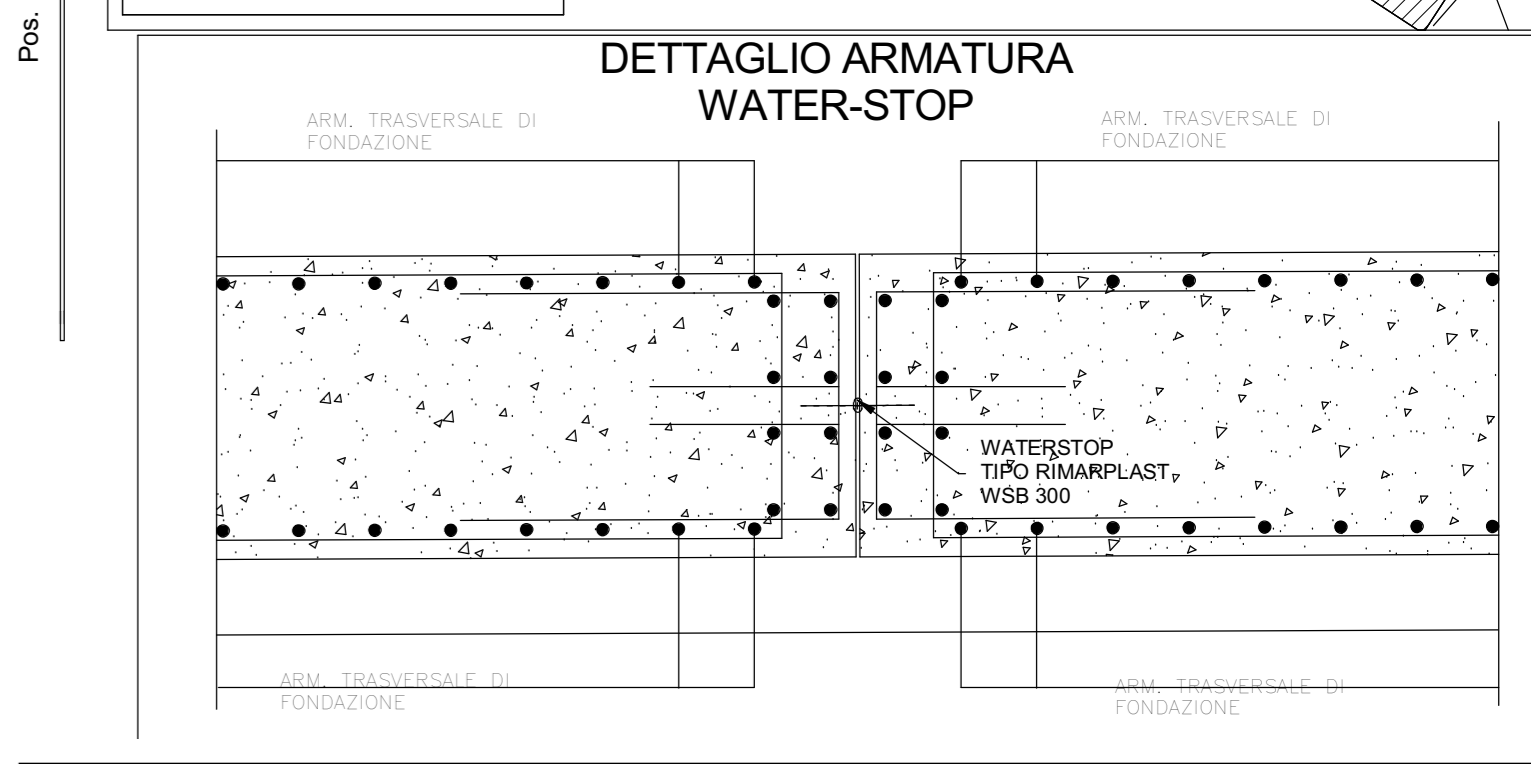 Pos.
DETTAGLIO ARMATURA
WATER-STOP
ARM. TRASVERSALE DI
FONDAZIONE
ARM. TRASVERSALE DI
FONDAZIONE
WATERSTOP
TIPO RIMARPLAST
WSB 300
ARM. TRASVERSALE DI
FONDAZIONE
ARM. TRASVERSALE DI
FONDAZIONE